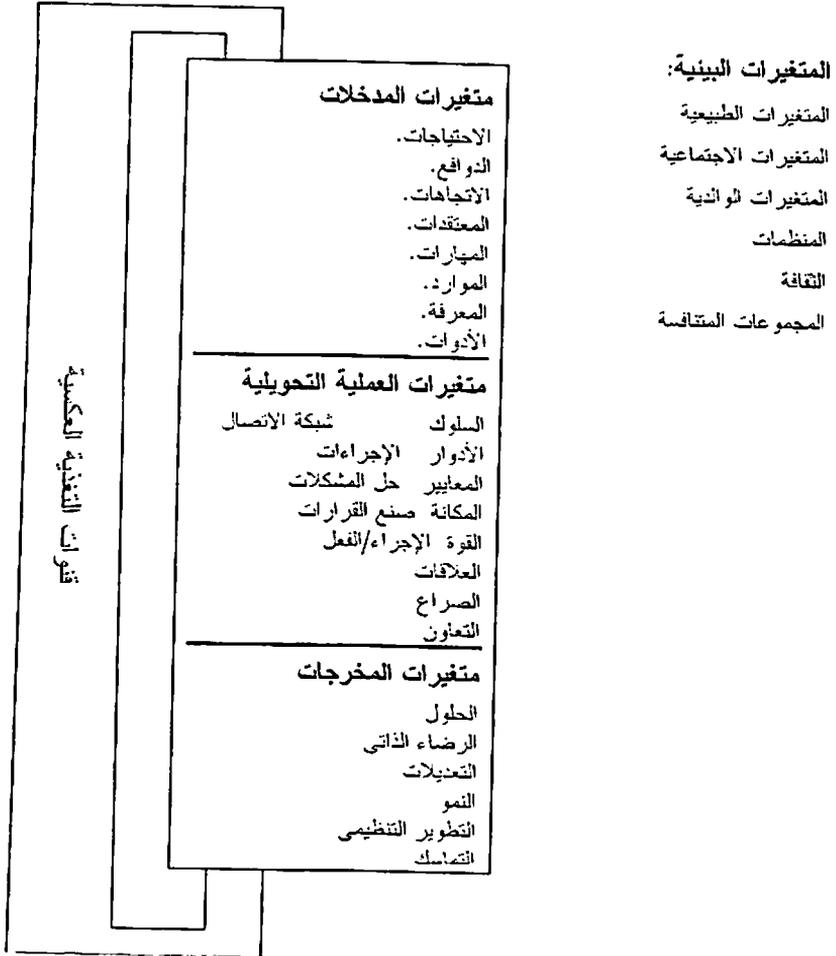 المتغيرات البيئية:
المتغيرات الطبيعية
المتغيرات الاجتماعية
المتغيرات الوالدية
المنظمات
الثقافة
المجموعات المتنافسة
متغيرات المدخلات
الاحتياجات.
الدوافع.
الاتجاهات.
المعتقدات.
المهارات.
الموارد.
المعرفة.
الأدوات.
متغيرات العملية التحويلية
السلوك شبكة الاتصال
الأدوار الإجراءات
المعايير حل المشكلات
المكانة صنع القرارات
القوة الإجراء/الفعل
العلاقات
الصراع
التعاون
متغيرات المخرجات
الحلول
الرضاء الذاتى
التعديلات
النمو
التطوير التنظيمى
التماسك
قنوات التغذية العكسية